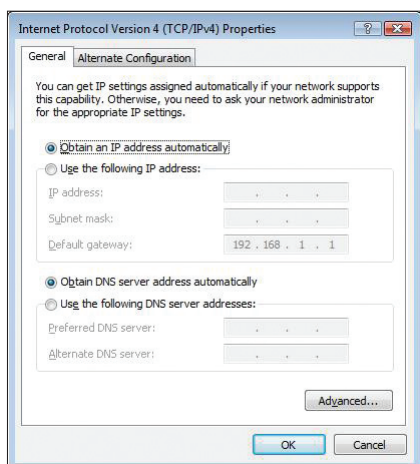 Internet Protocol Version 4 (TCP/IPv4) Properties
General
Alternate Configuration
You can get IP settings assigned automatically if your network supports
this capability. Otherwise, you need to ask your network administrator
for the appropriate IP settings.
Obtain an IP address automatically
Use the following IP address:
IP address:
. . .
Subnet mask:
. . .
Default gateway:
192 . 168 . 1 . 1
Obtain DNS server address automatically
Use the following DNS server addresses:
Preferred DNS server:
. . .
Alternate DNS server:
. . .
Advanced...
OK
Cancel